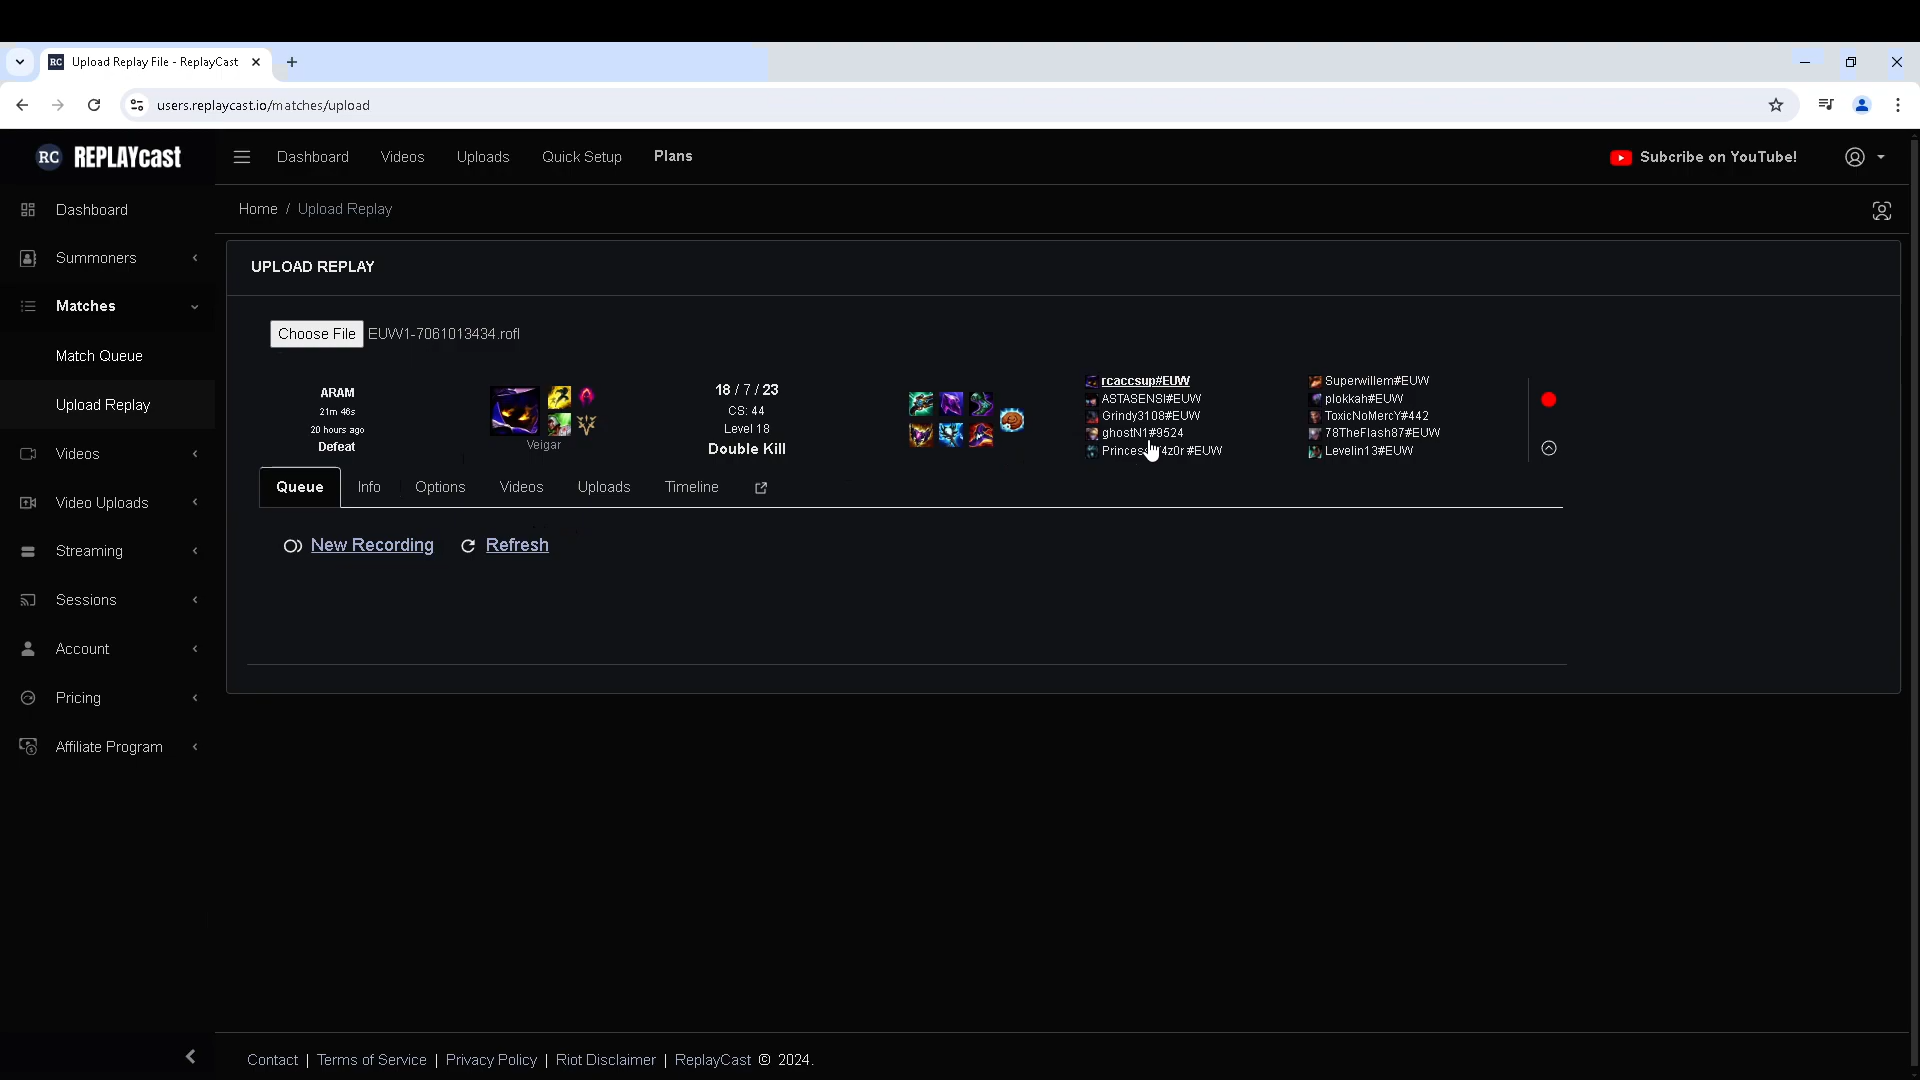 RC Upload Replay File - ReplayCast
users.replaycast.io/matches/upload
RC REPLAYcast
Dashboard Videos Uploads Quick Setup Plans
Subcribe on YouTube!
Dashboard
Summoners
Matches
Match Queue
Upload Replay
Videos
Video Uploads
Streaming
Sessions
Account
Pricing
Affiliate Program
Home / Upload Replay
UPLOAD REPLAY
Choose File EUW1-7061013434.rofl
ARAM
21m 46s
20 hours ago
Defeat
Veigar
18 / 7 / 23
CS: 44
Level 18
Double Kill
rcaccsup#EUW
ASTASENSI#EUW
Grindy3108#EUW
ghostN1#9524
Superwillem#EUW
plokkah#EUW
ToxicNoMercY#442
78TheFlash87#EUW
Levelin13#EUW
Queue Info Options Videos Uploads Timeline
New Recording Refresh
Contact | Terms of Service | Privacy Policy | Riot Disclaimer | ReplayCast © 2024.